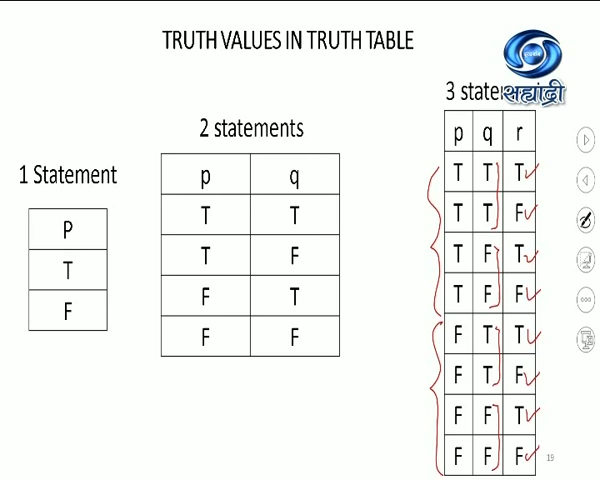 TRUTH VALUES IN TRUTH TABLE
सह्यांद्री
1 Statement
P
T
F
2 statements
p q
T T
T F
F T
F F
3 state
p q r
T T T
T T F
T F T
T F F
F T T
F T F
F F T
F F F
19